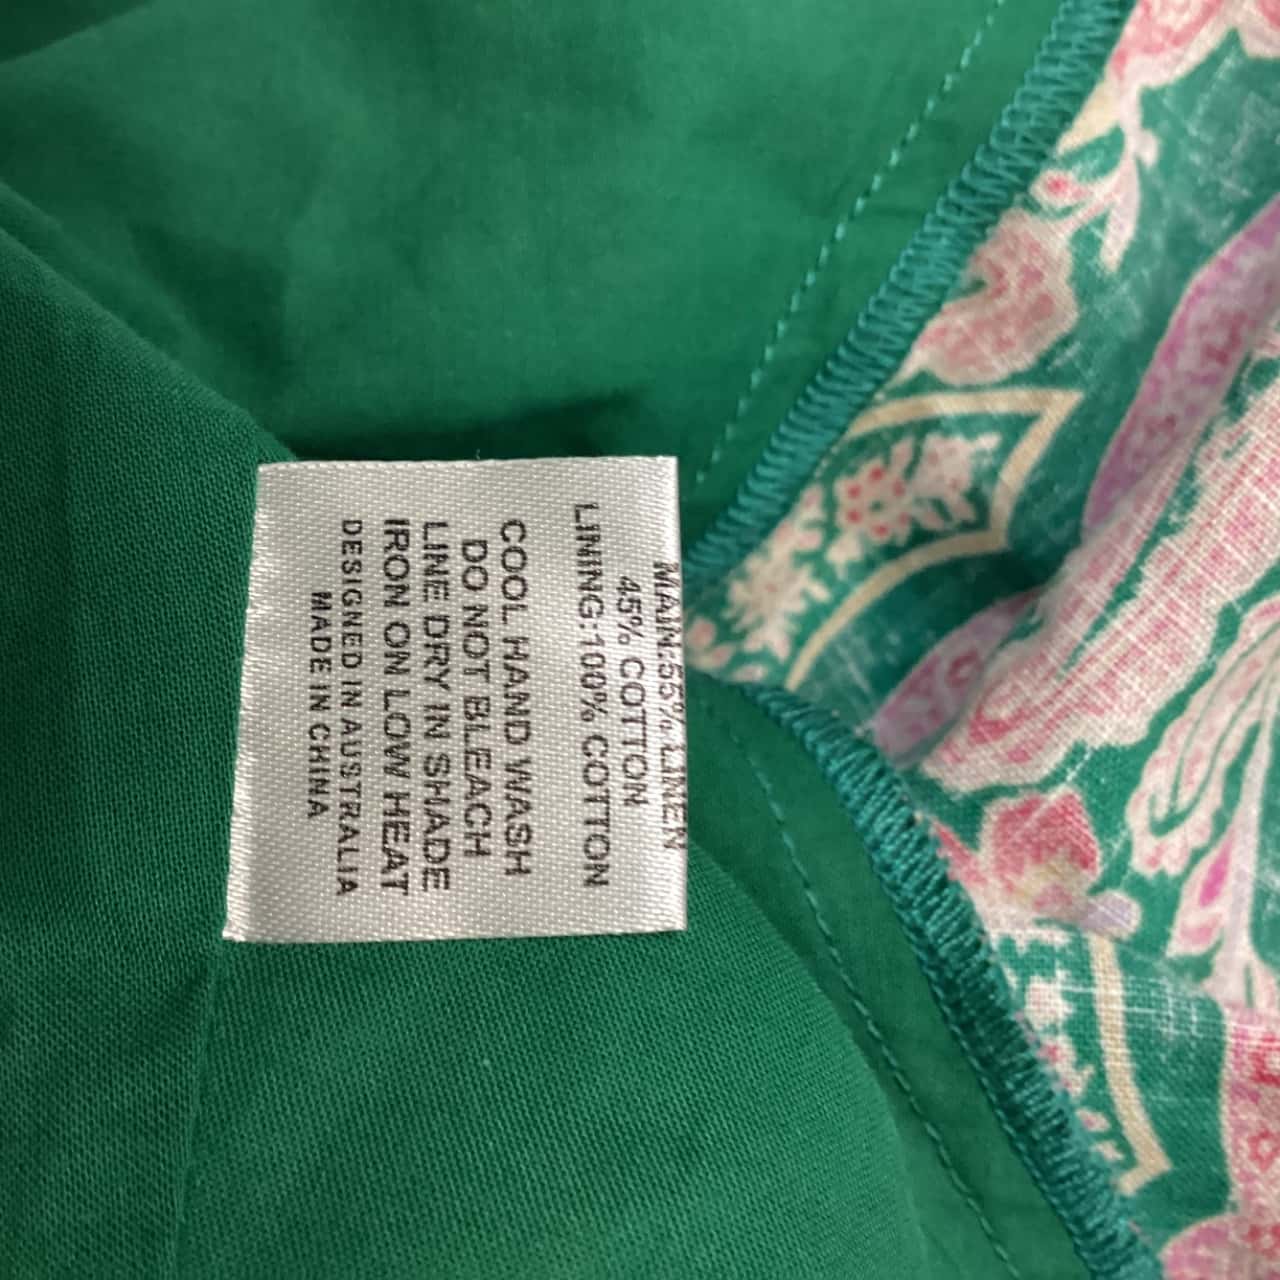 MAIN:55% LINEN
45% COTTON
LINING:100% COTTON
COOL HAND WASH
DO NOT BLEACH
LINE DRY IN SHADE
IRON ON LOW HEAT
DESIGNED IN AUSTRALIA
MADE IN CHINA